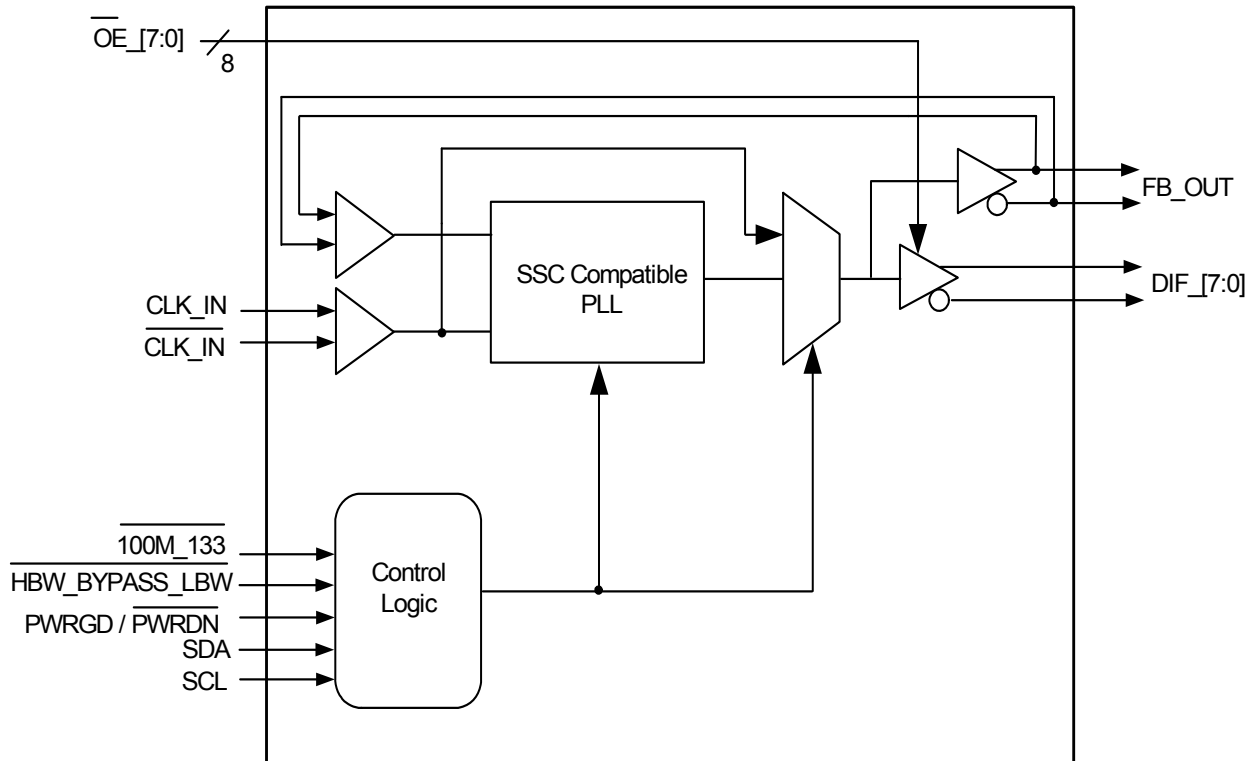 OE_[7:0]
8
FB_OUT
SSC Compatible
PLL
DIF_[7:0]
CLK_IN
CLK_IN
100M_133
HBW_BYPASS_LBW
PWRGD / PWRDN
SDA
SCL
Control
Logic